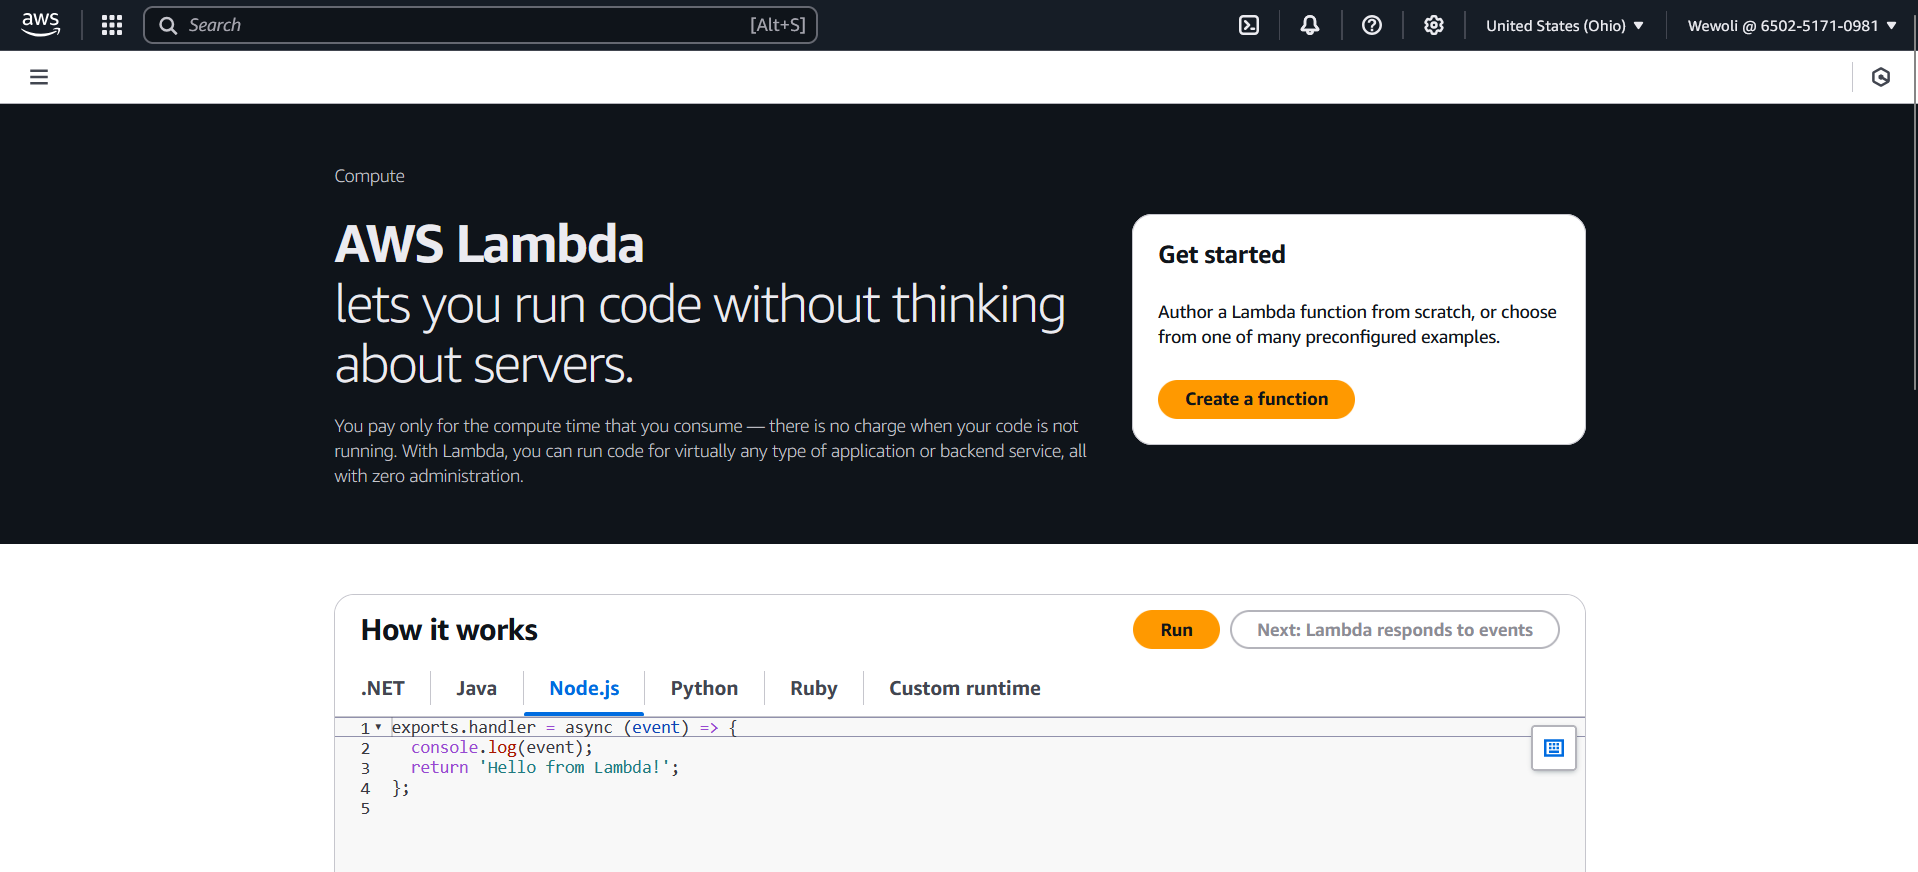 aws
Search
[Alt+S]
United States (Ohio)
Wewoli @ 6502-5171-0981
Compute
AWS Lambda
lets you run code without thinking
about servers.
You pay only for the compute time that you consume — there is no charge when your code is not
running. With Lambda, you can run code for virtually any type of application or backend service, all
with zero administration.
Get started
Author a Lambda function from scratch, or choose
from one of many preconfigured examples.
Create a function
How it works
Run
Next: Lambda responds to events
.NET
Java
Node.js
Python
Ruby
Custom runtime
1 exports.handler = async (event) => {
2 console.log(event);
3 return 'Hello from Lambda!';
4 };
5